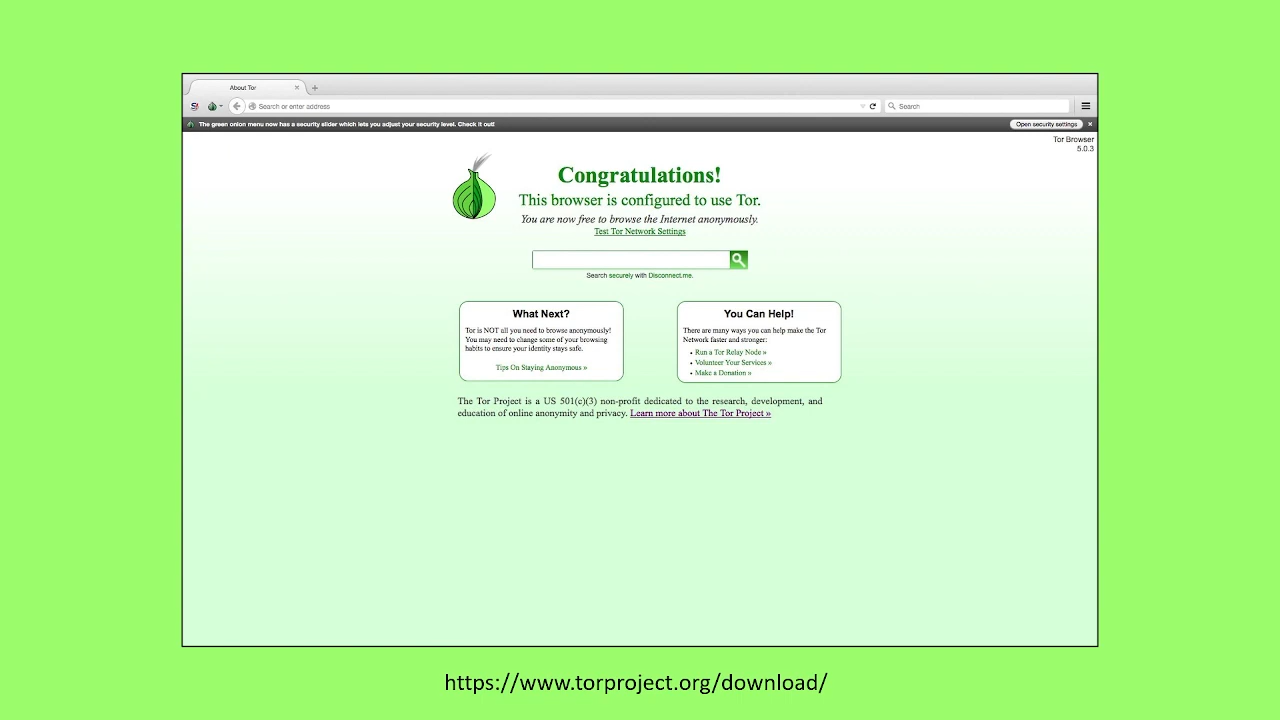 About Tor
Search or enter address
Search
The green onion menu now has a security slider which lets you adjust your security level. Check it out!
Open security settings
Tor Browser
5.0.3
Congratulations!
This browser is configured to use Tor.
You are now free to browse the Internet anonymously.
Test Tor Network Settings
Search securely with Disconnect.me.
What Next?
Tor is NOT all you need to browse anonymously!
You may need to change some of your browsing
habits to ensure your identity stays safe.
Tips On Staying Anonymous »
You Can Help!
There are many ways you can help make the Tor
Network faster and stronger:
• Run a Tor Relay Node »
• Volunteer Your Services »
• Make a Donation »
The Tor Project is a US 501(c)(3) non-profit dedicated to the research, development, and
education of online anonymity and privacy. Learn more about The Tor Project »
https://www.torproject.org/download/